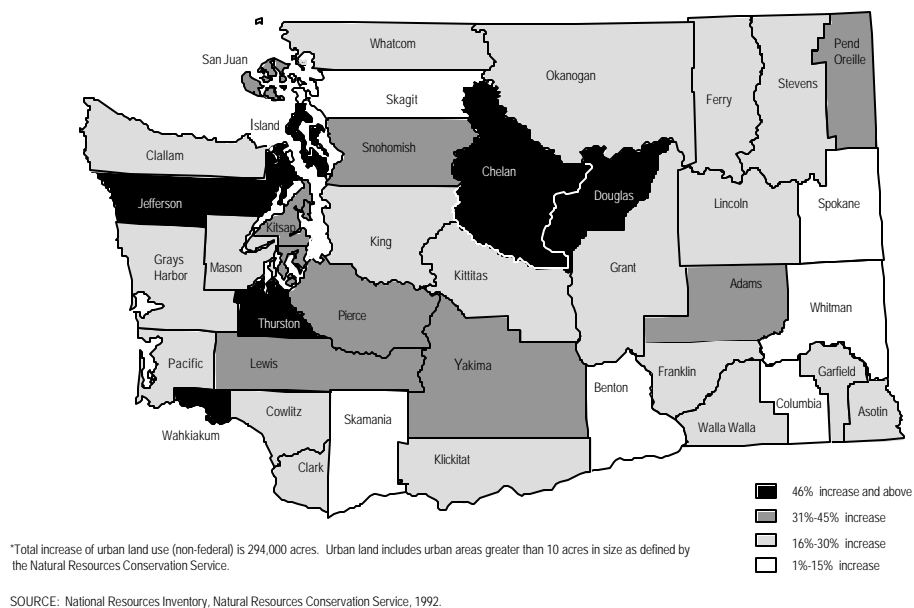 Whatcom
Pend
Oreille
San Juan
Okanogan
Stevens
Skagit
Ferry
Island
Snohomish
Clallam
Chelan
Douglas
Jefferson
Lincoln
Spokane
Kitsap
King
Grays
Harbor
Mason
Kittitas
Grant
Adams
Whitman
Thurston
Pierce
Pacific
Lewis
Yakima
Benton
Franklin
Garfield
Columbia
Asotin
Cowlitz
Skamania
Walla Walla
Wahkiakum
Clark
Klickitat
46% increase and above
31%-45% increase
16%-30% increase
1%-15% increase
*Total increase of urban land use (non-federal) is 294,000 acres. Urban land includes urban areas greater than 10 acres in size as defined by
the Natural Resources Conservation Service.
SOURCE: National Resources Inventory, Natural Resources Conservation Service, 1992.